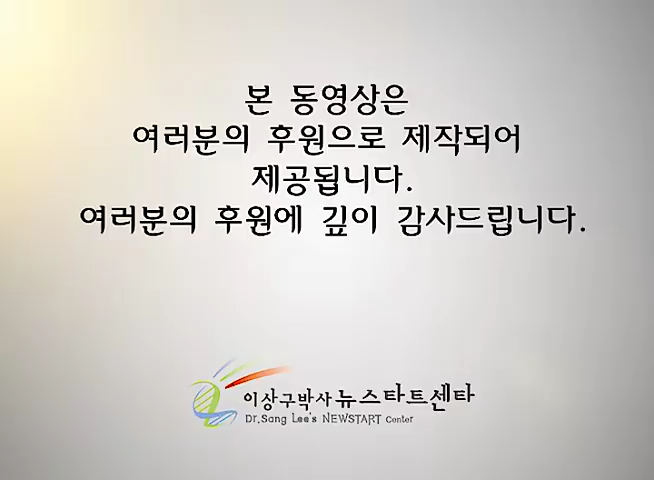 본 동영상은
여러분의 후원으로 제작되어
제공됩니다.
여러분의 후원에 깊이 감사드립니다.
이상구박사 뉴스타트센타
Dr.Sang Lee's NEWSTART Center